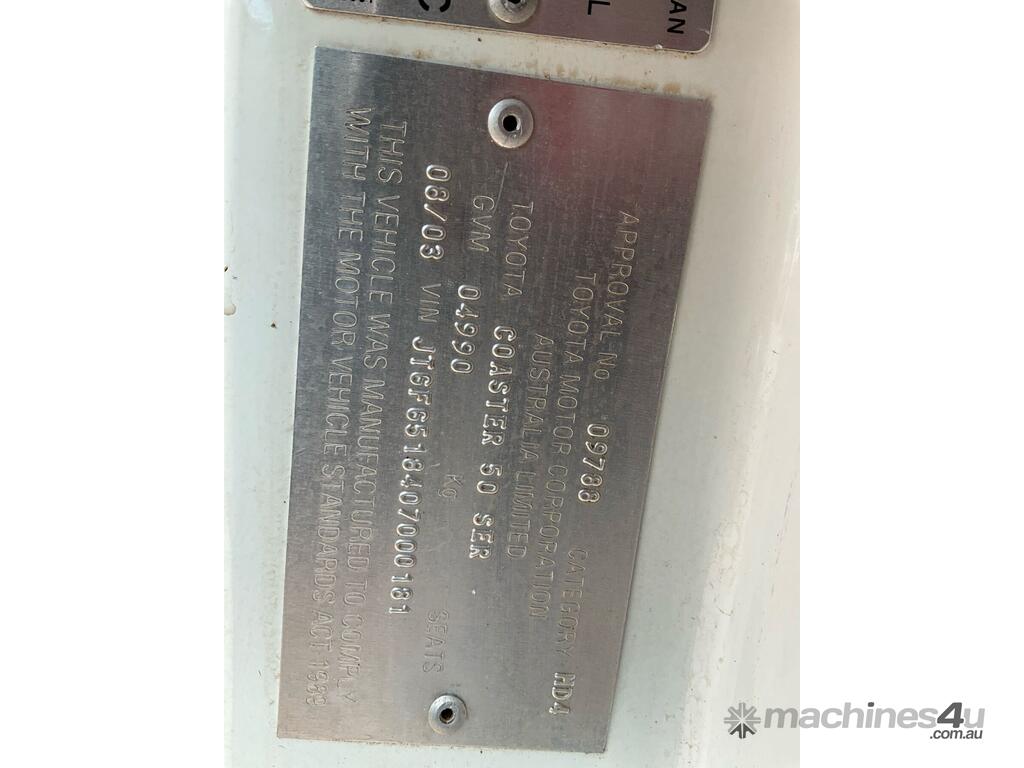 AN
L
C
APPROVAL No 09788 CATEGORY MD4
TOYOTA MOTOR CORPORATION
AUSTRALIA LIMITED
TOYOTA COASTER 50 SER
GVM 04990 Kg SEATS
08/03 VIN JTGFG518407000181
THIS VEHICLE WAS MANUFACTURED TO COMPLY
WITH THE MOTOR VEHICLE STANDARDS ACT 1989
machines4u
.com.au